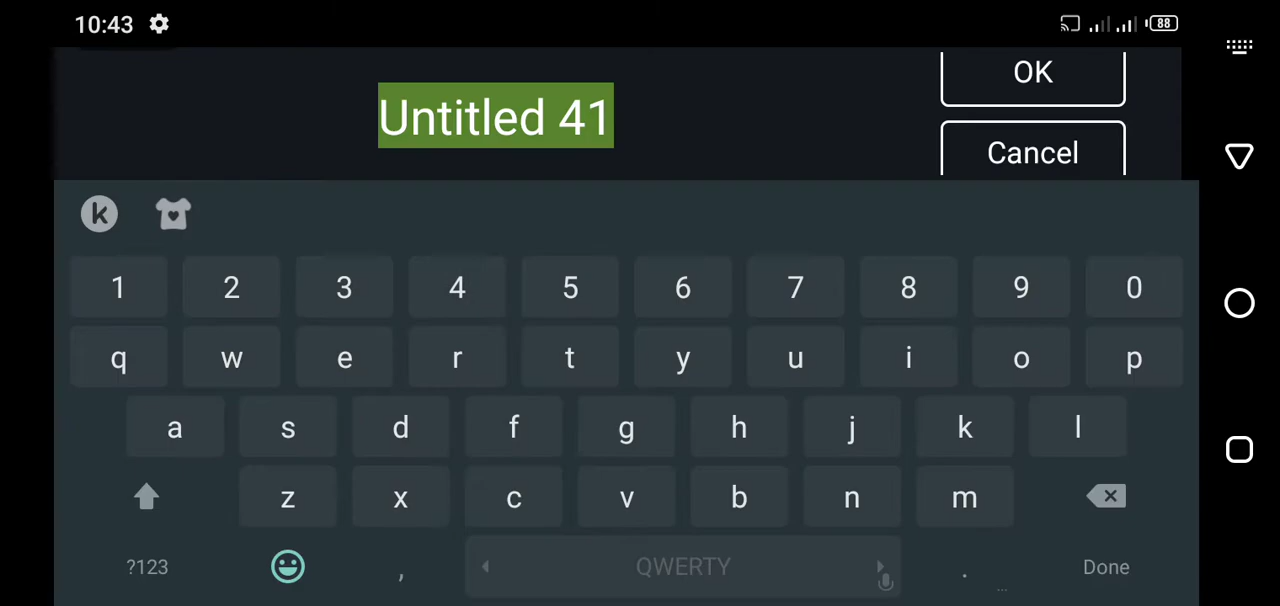 10:43 88
OK
Untitled 41
Cancel
k
1 2 3 4 5 6 7 8 9 0
q w e r t y u i o p
a s d f g h j k l
z x c v b n m
?123 , QWERTY . ... Done